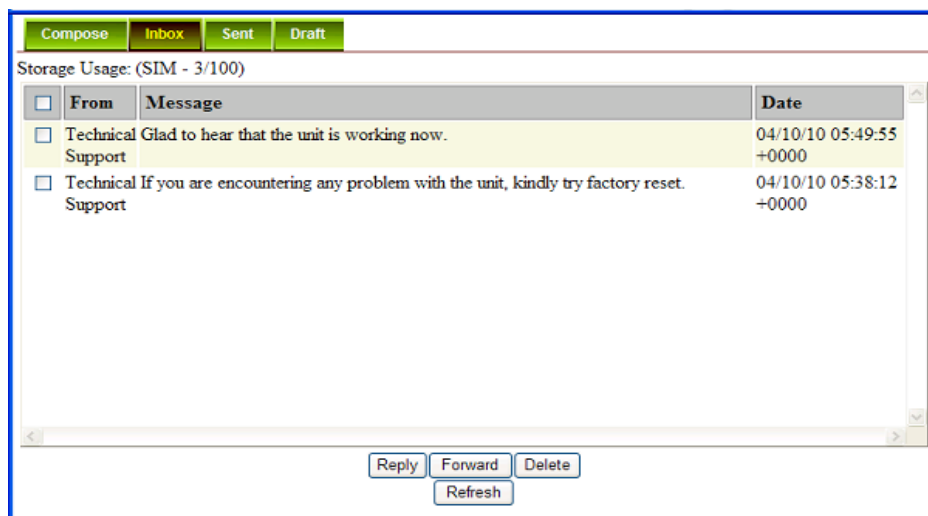 Compose Inbox Sent Draft
Storage Usage: (SIM - 3/100)
From Message Date
Technical Glad to hear that the unit is working now. 04/10/10 05:49:55
Support +0000
Technical If you are encountering any problem with the unit, kindly try factory reset. 04/10/10 05:38:12
Support +0000
Reply Forward Delete
Refresh